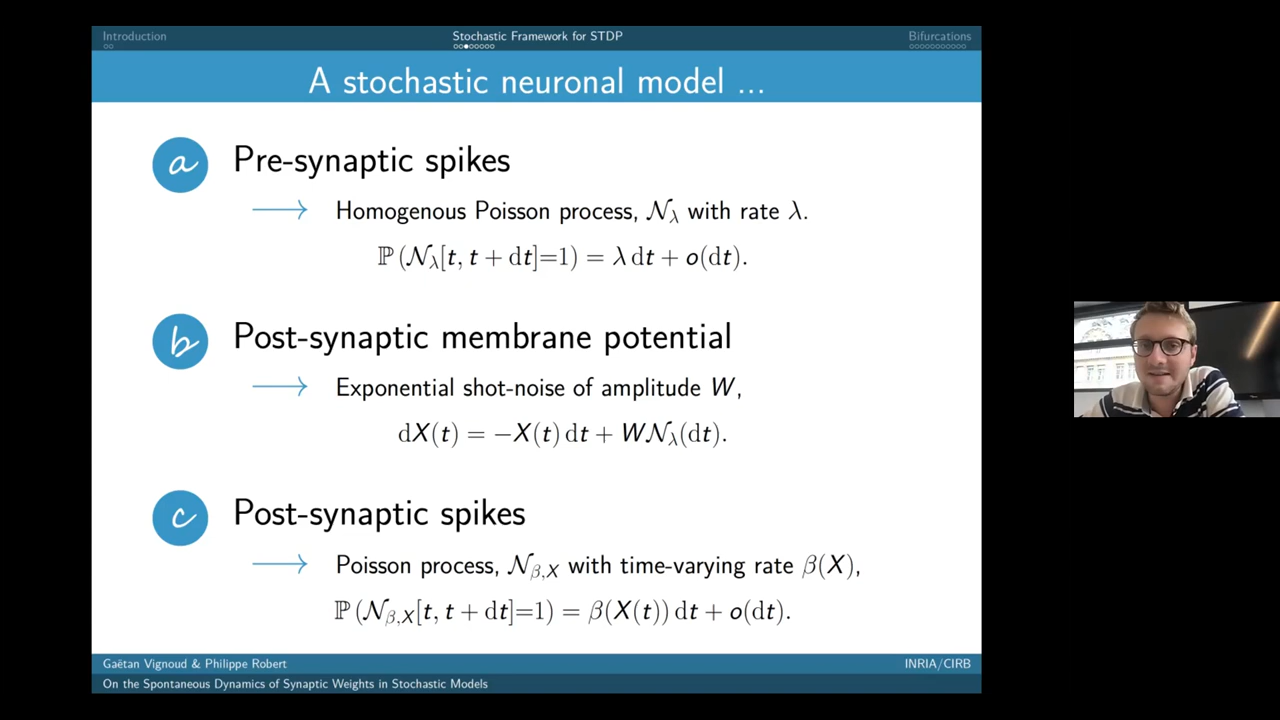 Introduction
Stochastic Framework for STDP
Bifurcations
A stochastic neuronal model ...
a Pre-synaptic spikes
⟶ Homogenous Poisson process, 𝒩_λ with rate λ.
ℙ(𝒩_λ[t, t + dt]=1) = λ dt + o(dt).
b Post-synaptic membrane potential
⟶ Exponential shot-noise of amplitude W,
dX(t) = −X(t) dt + W𝒩_λ(dt).
c Post-synaptic spikes
⟶ Poisson process, 𝒩_β,X with time-varying rate β(X),
ℙ(𝒩_β,X[t, t + dt]=1) = β(X(t)) dt + o(dt).
Gaëtan Vignoud & Philippe Robert
INRIA/CIRB
On the Spontaneous Dynamics of Synaptic Weights in Stochastic Models